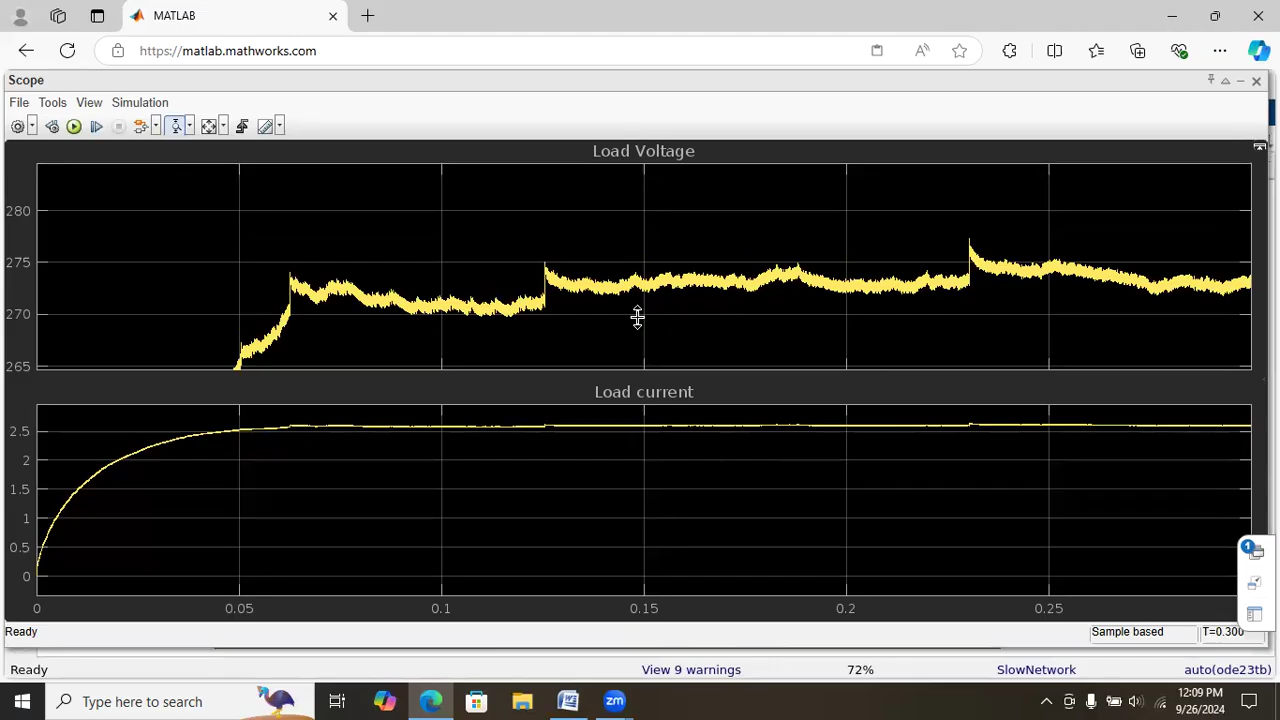 MATLAB
https://matlab.mathworks.com
Scope
File Tools View Simulation
Load Voltage
280
275
270
265
Load current
2.5
2
1.5
1
0.5
0
0 0.05 0.1 0.15 0.2 0.25
1
Ready Sample based T=0.300
Ready View 9 warnings 72% SlowNetwork auto(ode23tb)
Type here to search zm 12:09 PM
9/26/2024